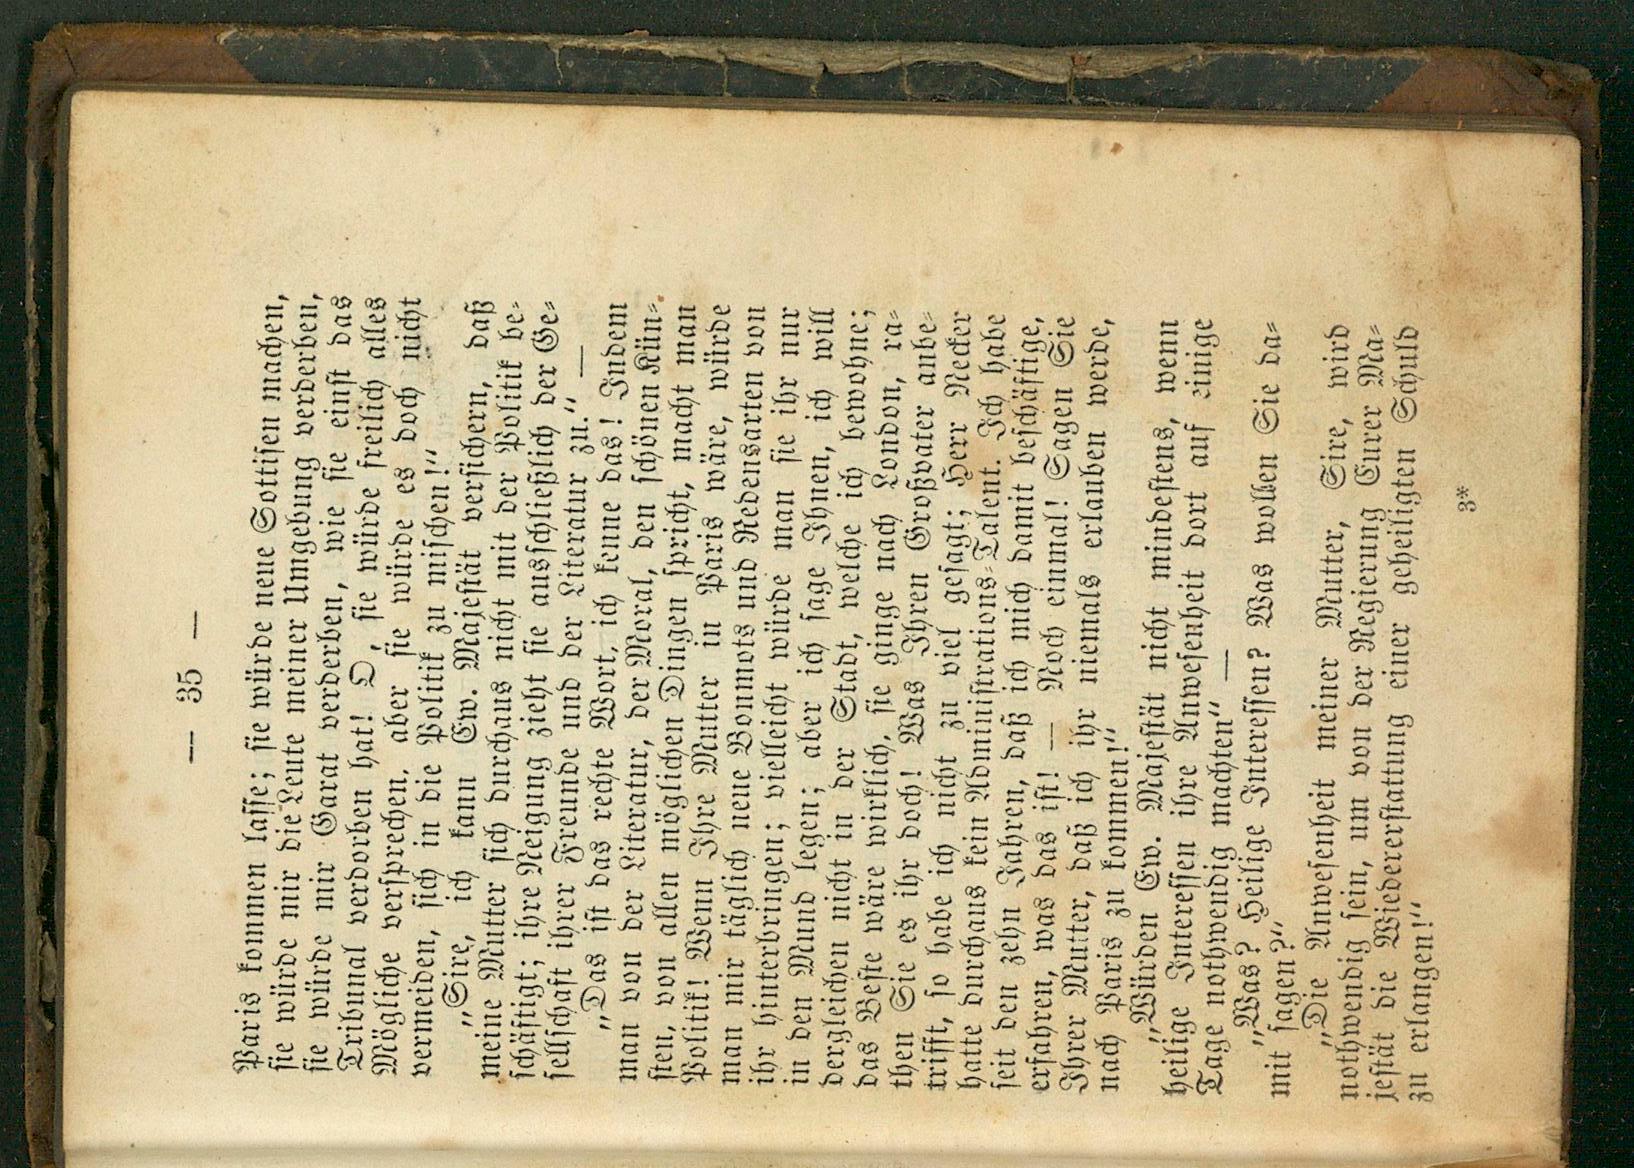 — 35 —
Paris kommen lasse; sie würde neue Sottisen machen,
sie würde mir die Leute meiner Umgebung verderben,
sie würde mir Garat verderben, wie sie einst das
Tribunal verdorben hat! O, sie würde freilich alles
Mögliche versprechen, aber sie würde es doch nicht
vermeiden, sich in die Politik zu mischen!“
„Sire, ich kann Ew. Majestät versichern, daß
meine Mutter sich durchaus nicht mit der Politik be-
schäftigt; ihre Neigung zieht sie ausschließlich der Ge-
sellschaft ihrer Freunde und der Literatur zu.“ —
„Das ist das rechte Wort, ich kenne das! Indem
man von der Literatur, der Moral, den schönen Kün-
sten, von allen möglichen Dingen spricht, macht man
Politik! Wenn Ihre Mutter in Paris wäre, würde
man mir täglich neue Bonmots und Redensarten von
ihr hinterbringen; vielleicht würde man sie ihr nur
in den Mund legen; aber ich sage Ihnen, ich will
dergleichen nicht in der Stadt, welche ich bewohne;
das Beste wäre wirklich, sie ginge nach London, ra-
then Sie es ihr doch! Was Ihren Großvater anbe-
trifft, so habe ich nicht zu viel gesagt; Herr Necker
hatte durchaus kein Administrations-Talent. Ich habe
seit den zehn Jahren, daß ich mich damit beschäftige,
erfahren, was das ist! — Noch einmal! Sagen Sie
Ihrer Mutter, daß ich ihr niemals erlauben werde,
nach Paris zu kommen!“
„Würden Ew. Majestät nicht mindestens, wenn
heilige Interessen ihre Anwesenheit dort auf einige
Tage nothwendig machten“ —
„Was? Heilige Interessen? Was wollen Sie da-
mit sagen?“
„Die Anwesenheit meiner Mutter, Sire, wird
nothwendig sein, um von der Regierung Eurer Ma-
jestät die Wiedererstattung einer geheiligten Schuld
zu erlangen!“
3*